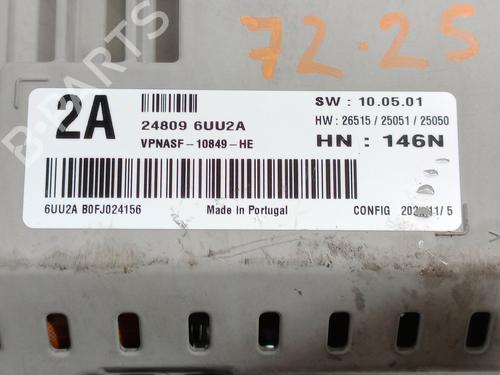 72-25
B-PARTS
2A
24809 6UU2A
VPNASF-10849-HE
SW : 10.05.01
HW : 26515 / 25051 / 25050
HN : 146N
6UU2A B0FJ024156
Made in Portugal
CONFIG